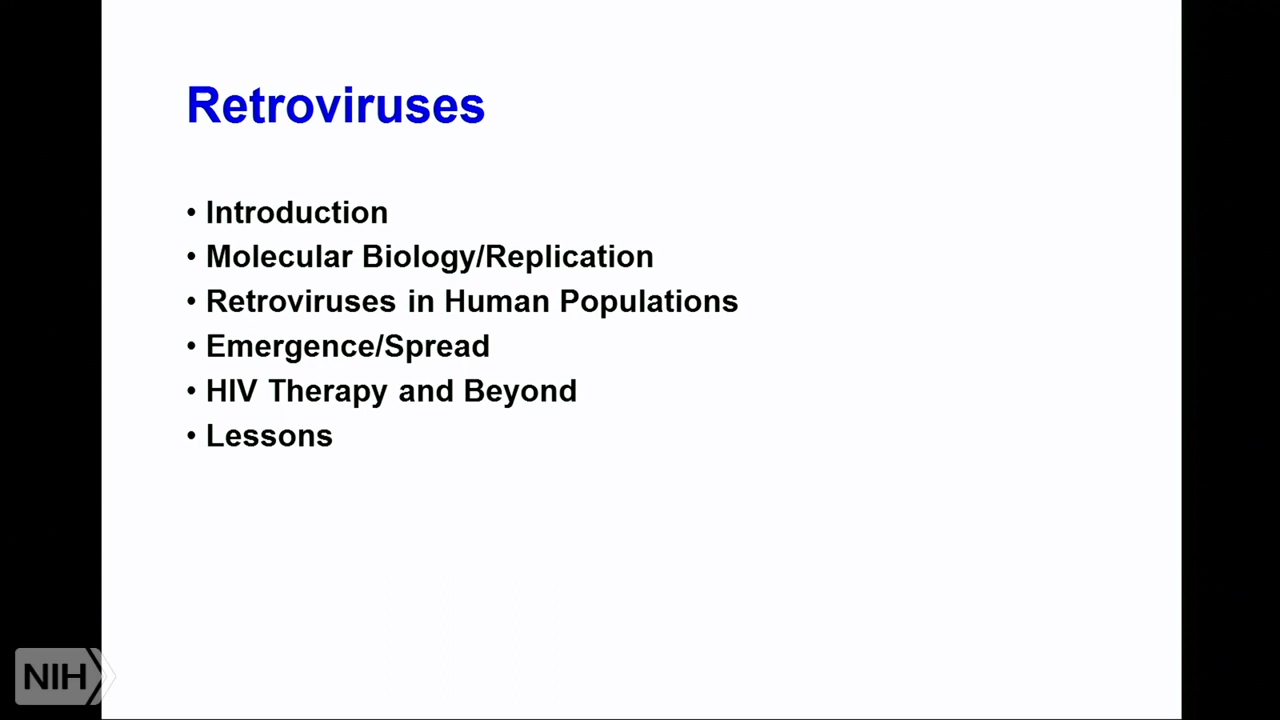 Retroviruses
• Introduction
• Molecular Biology/Replication
• Retroviruses in Human Populations
• Emergence/Spread
• HIV Therapy and Beyond
• Lessons
NIH